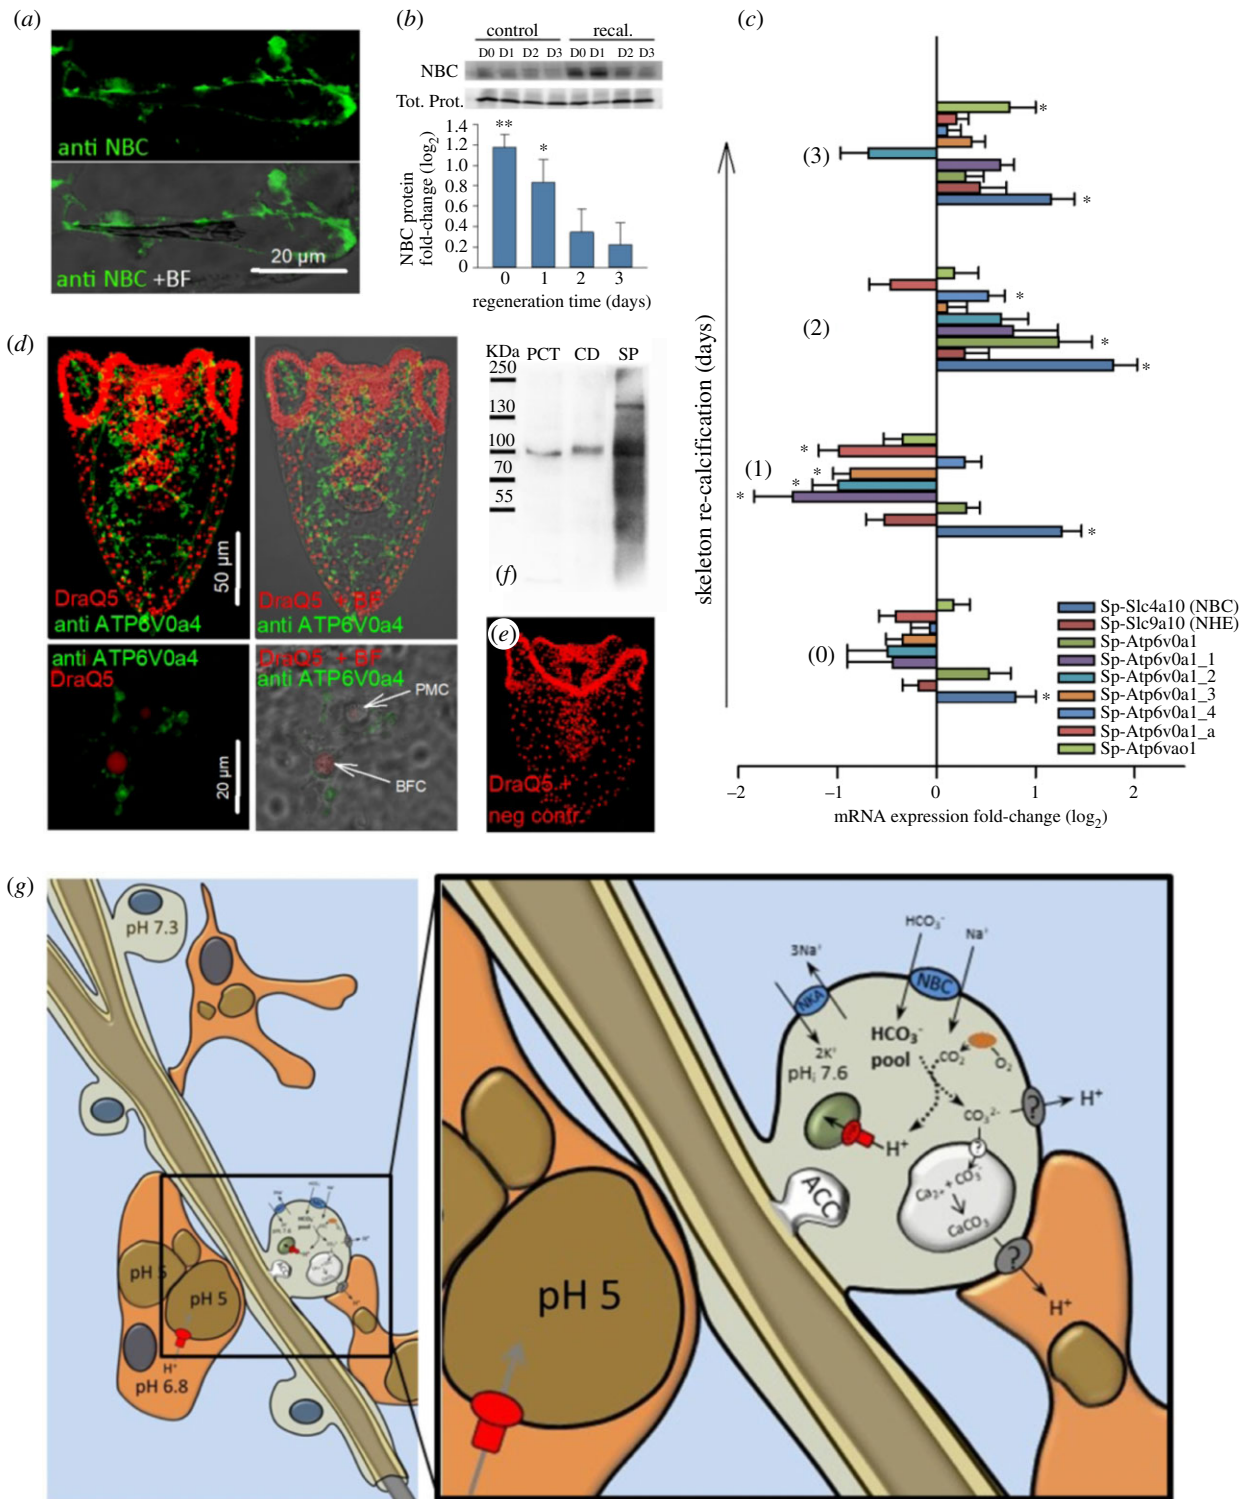 (a)
anti NBC
anti NBC +BF
20 µm
(b)
control recal.
D0 D1 D2 D3 D0 D1 D2 D3
NBC
Tot. Prot.
NBC protein
fold-change (log2)
1.4
1.2
1.0
0.8
0.6
0.4
0.2
0
**
*
0 1 2 3
regeneration time (days)
(c)
skeleton re-calcification (days)
(3)
*
*
(2)
*
*
*
(1)
*
*
*
*
*
(0)
*
Sp-Slc4a10 (NBC)
Sp-Slc9a10 (NHE)
Sp-Atp6v0a1
Sp-Atp6v0a1_1
Sp-Atp6v0a1_2
Sp-Atp6v0a1_3
Sp-Atp6v0a1_4
Sp-Atp6v0a1_a
Sp-Atp6vao1
–2 –1 0 1 2
mRNA expression fold-change (log2)
(d)
DraQ5
anti ATP6V0a4
50 µm
DraQ5 + BF
anti ATP6V0a4
anti ATP6V0a4
DraQ5
20 µm
DraQ5 + BF
anti ATP6V0a4
PMC
BFC
KDa PCT CD SP
250
130
100
70
55
(f)
(e)
DraQ5 +
neg contr.
(g)
pH 7.3
pH 5
pH 5
H+
pH 6.8
HCO3−
Na+
3Na+
NKA
NBC
2K+
pHi 7.6
HCO3−
pool
CO2
O2
CO3 2−
?
H+
H+
?
Ca2+ + CO3−
CaCO3
ACC
?
H+
pH 5